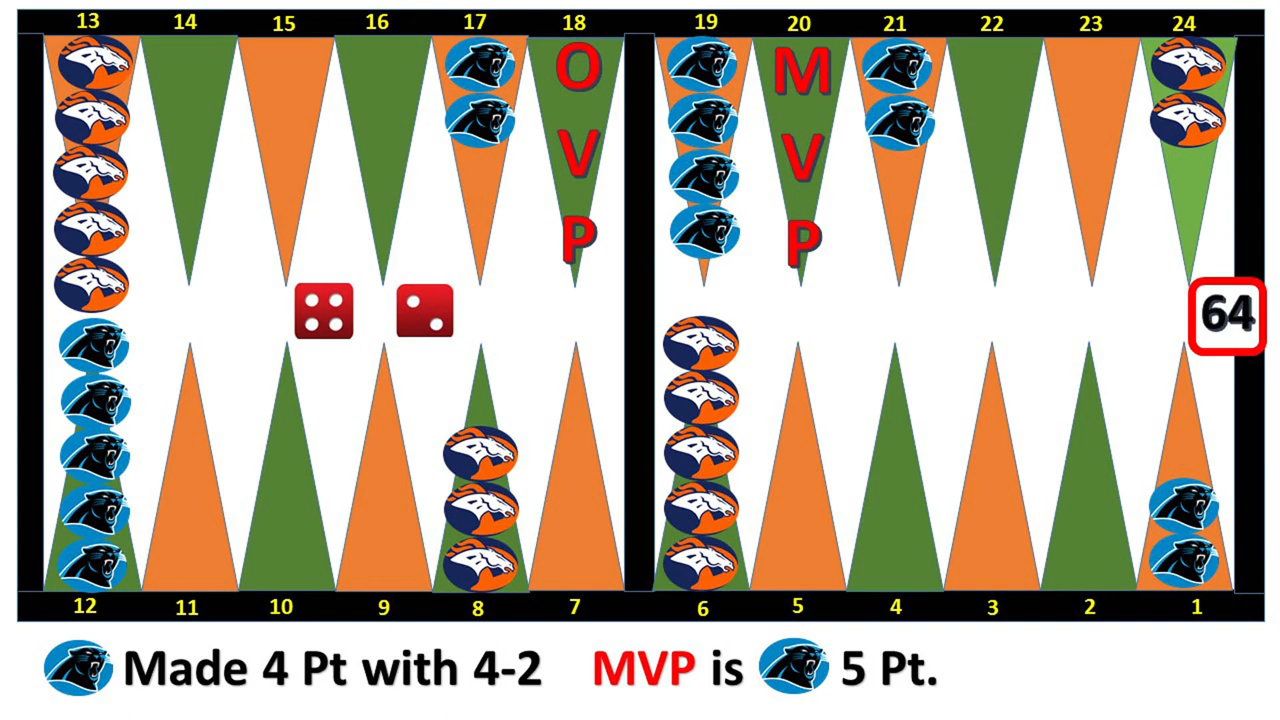 13 14 15 16 17 18 19 20 21 22 23 24
O M
V V
P P
64
12 11 10 9 8 7 6 5 4 3 2 1
Made 4 Pt with 4-2 MVP is 5 Pt.